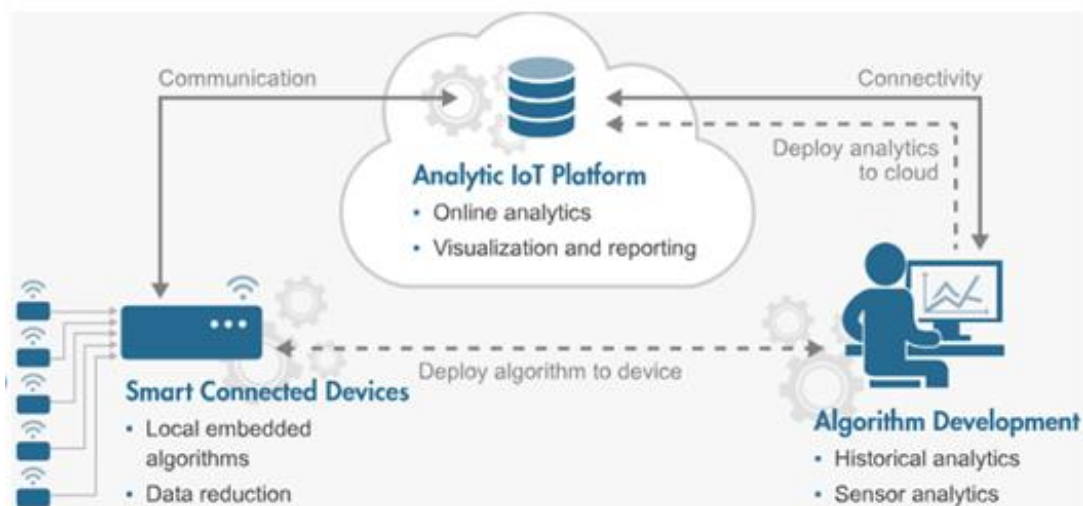 Communication
Connectivity
Deploy analytics
to cloud
Analytic IoT Platform
• Online analytics
• Visualization and reporting
Deploy algorithm to device
Smart Connected Devices
• Local embedded
algorithms
• Data reduction
Algorithm Development
• Historical analytics
• Sensor analytics